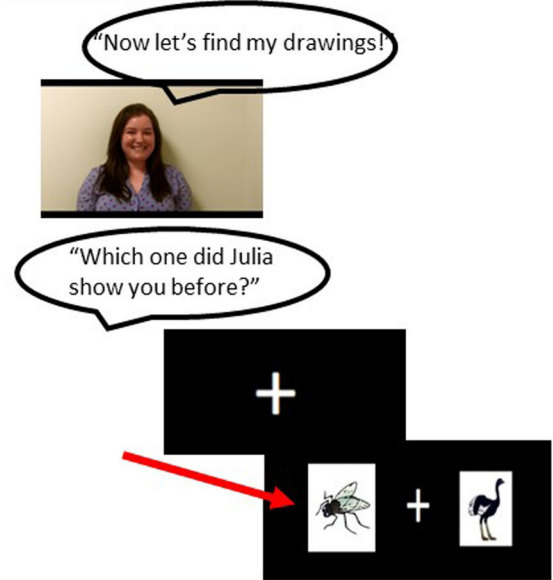 “Now let’s find my drawings!”
“Which one did Julia
show you before?”